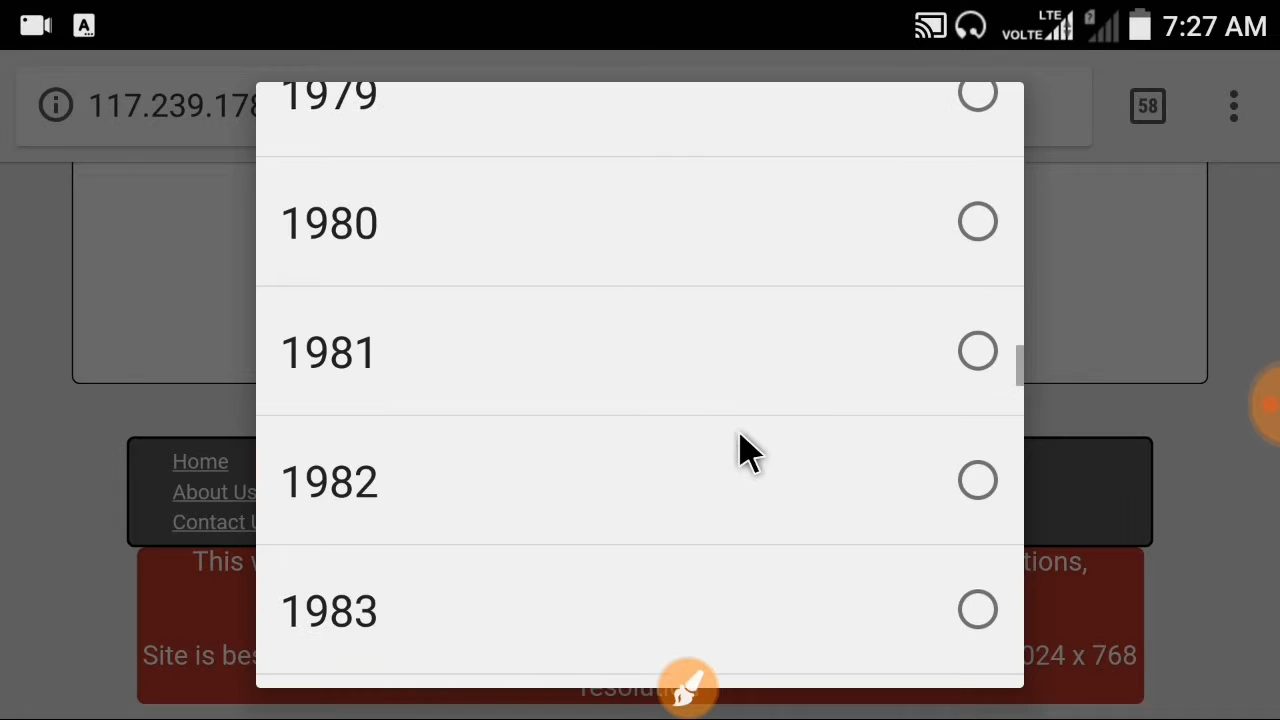 A
LTE
VOLTE
?
7:27 AM
117.239.178
58
1979
1980
1981
1982
1983
Home
About Us
Contact
This
tions,
Site is
024 x 768